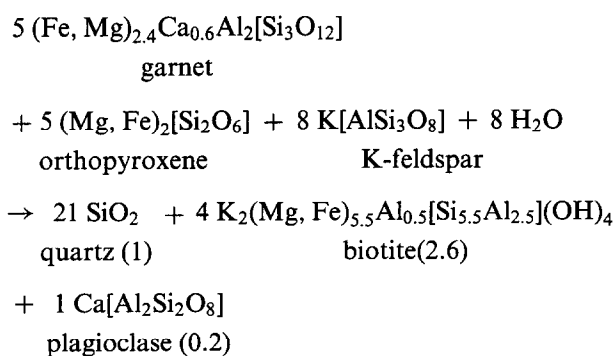 5 (Fe, Mg)₂.₄Ca₀.₆Al₂[Si₃O₁₂]
garnet
+ 5 (Mg, Fe)₂[Si₂O₆] + 8 K[AlSi₃O₈] + 8 H₂O
orthopyroxene K-feldspar
→ 21 SiO₂ + 4 K₂(Mg, Fe)₅.₅Al₀.₅[Si₅.₅Al₂.₅](OH)₄
quartz (1) biotite(2.6)
+ 1 Ca[Al₂Si₂O₈]
plagioclase (0.2)